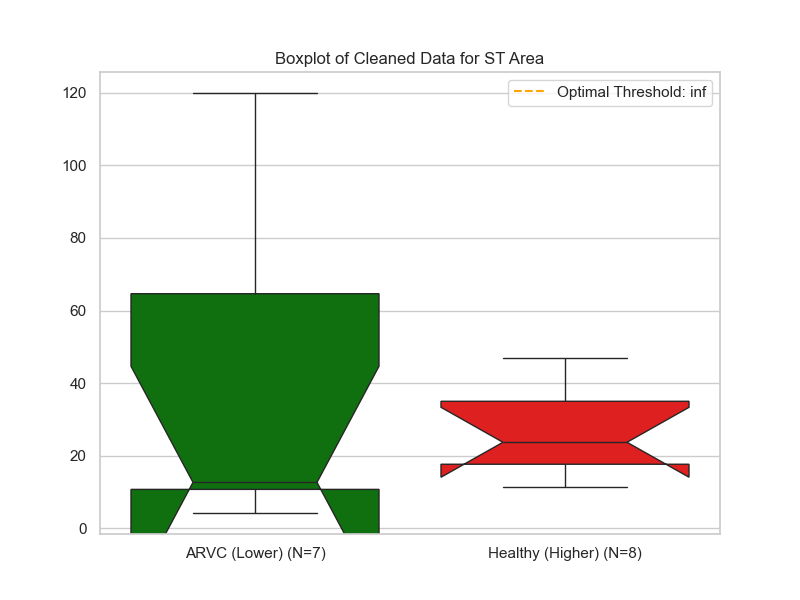 Boxplot of Cleaned Data for ST Area
Optimal Threshold: inf
120
100
80
60
40
20
0
ARVC (Lower) (N=7)
Healthy (Higher) (N=8)